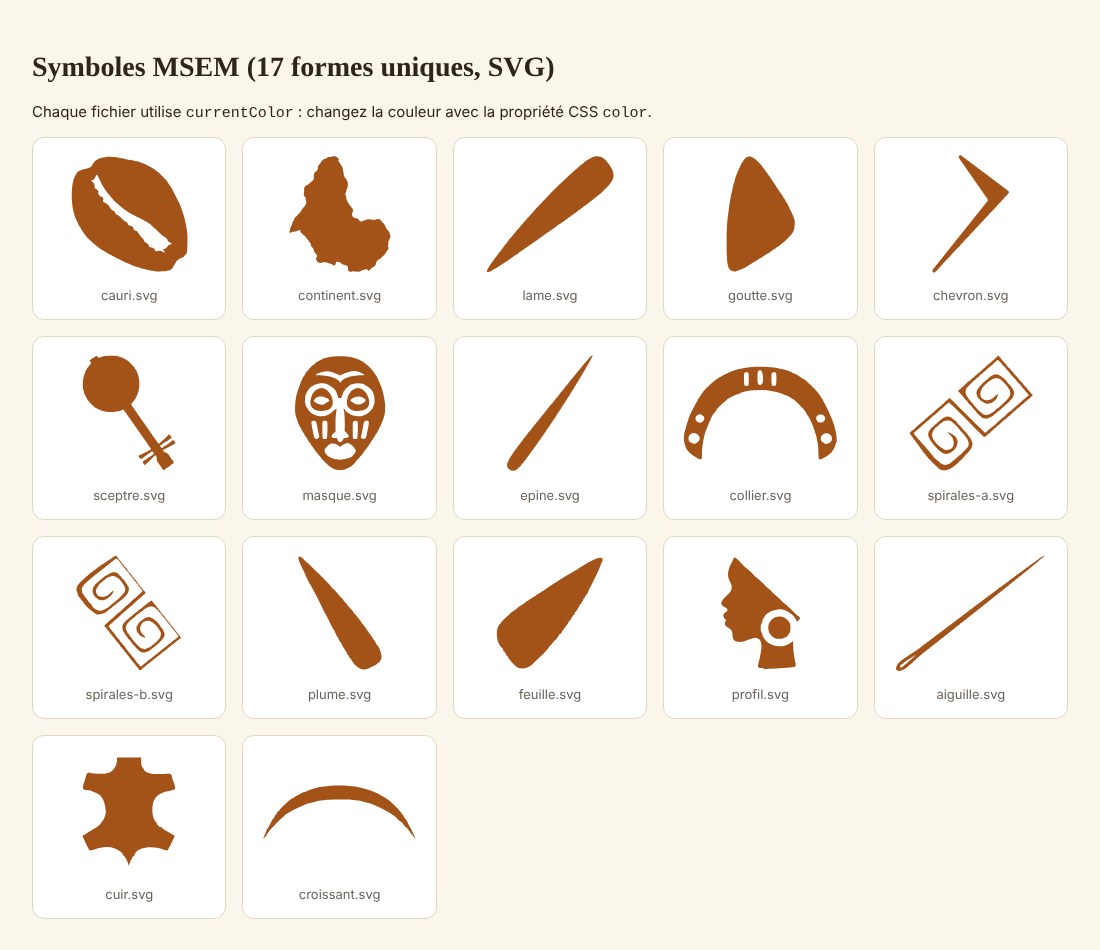 Symboles MSEM (17 formes uniques, SVG)
Chaque fichier utilise currentColor : changez la couleur avec la propriété CSS color.
cauri.svg
continent.svg
lame.svg
goutte.svg
chevron.svg
sceptre.svg
masque.svg
epine.svg
collier.svg
spirales-a.svg
spirales-b.svg
plume.svg
feuille.svg
profil.svg
aiguille.svg
cuir.svg
croissant.svg